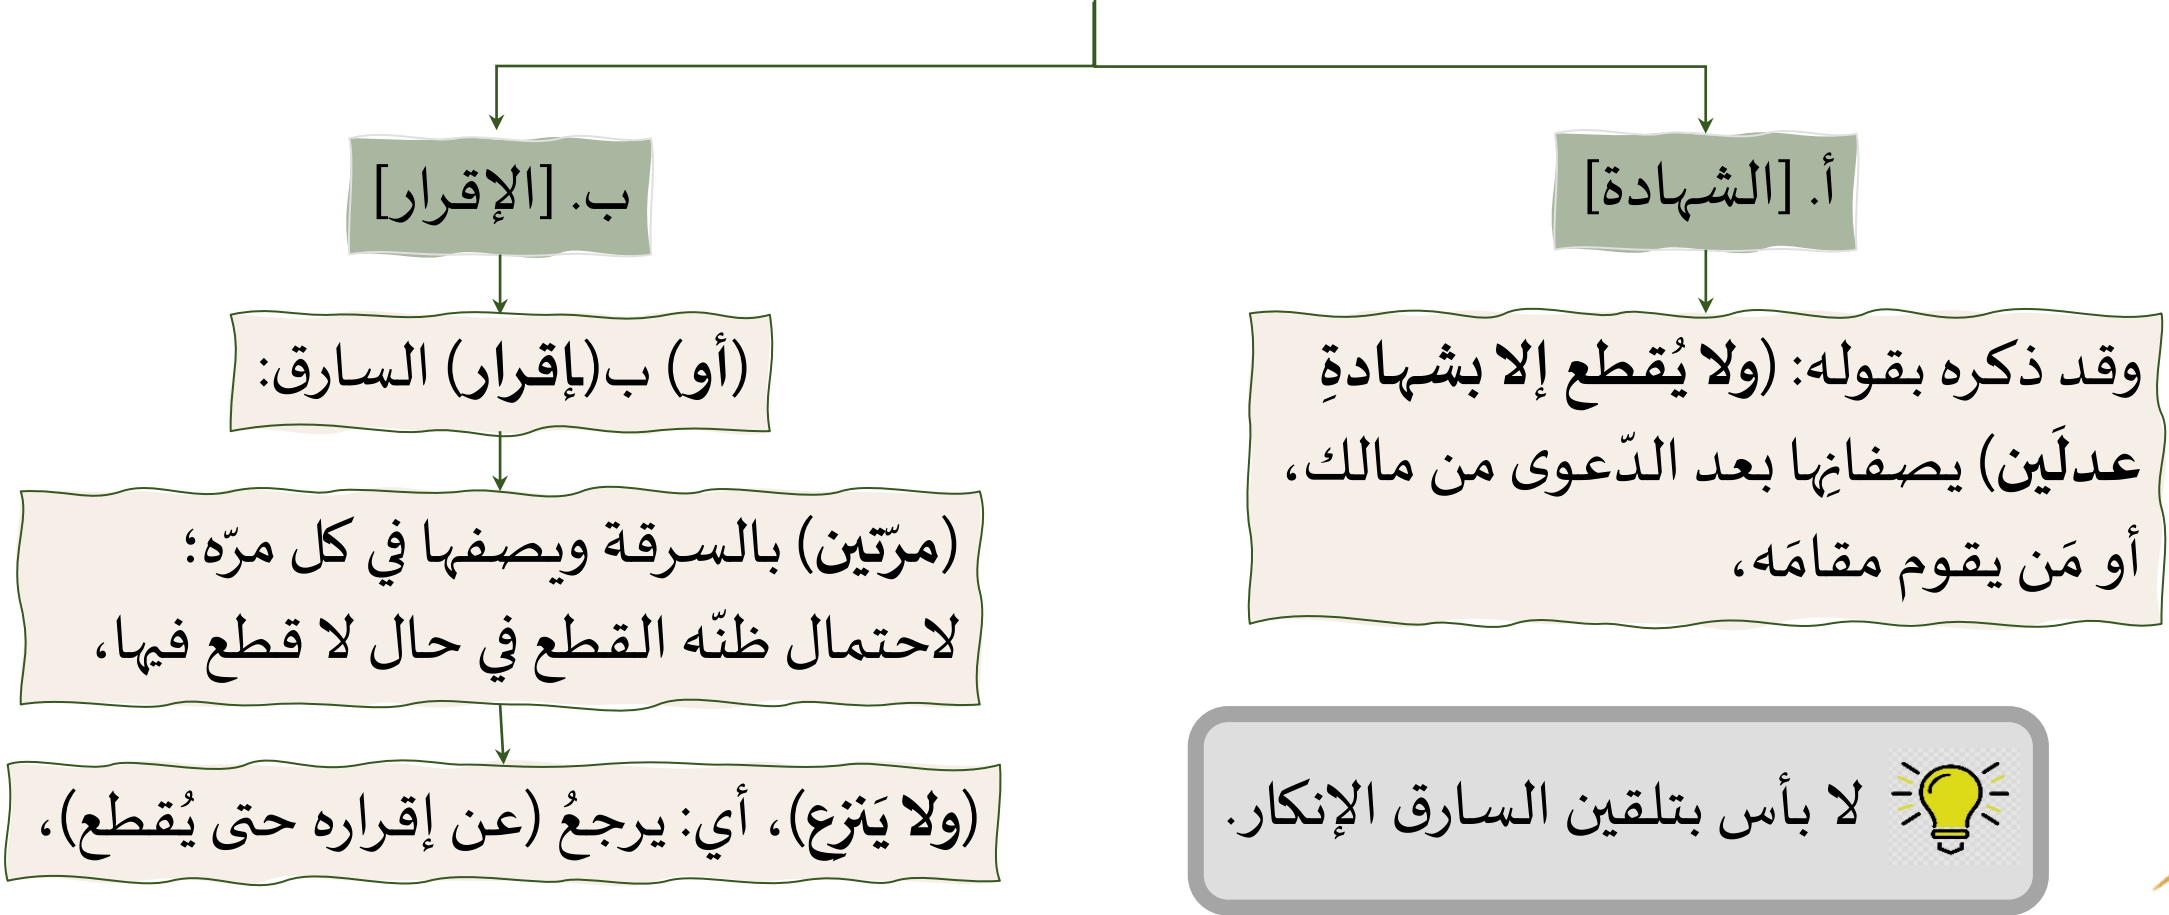 أ. [الشهادة]
وقد ذكره بقوله: (ولا يُقطع إلا بشهادةِ
عدلَين) يصفانِها بعد الدّعوى من مالك،
أو مَن يقوم مقامَه،
لا بأس بتلقين السارق الإنكار.
ب. [الإقرار]
(أو) ب(ـإقرار) السارق:
(مرّتين) بالسرقة ويصفها في كل مرّه؛
لاحتمال ظنّه القطع في حال لا قطع فيها،
(ولا يَنزِع)، أي: يرجعُ (عن إقراره حتى يُقطع)،